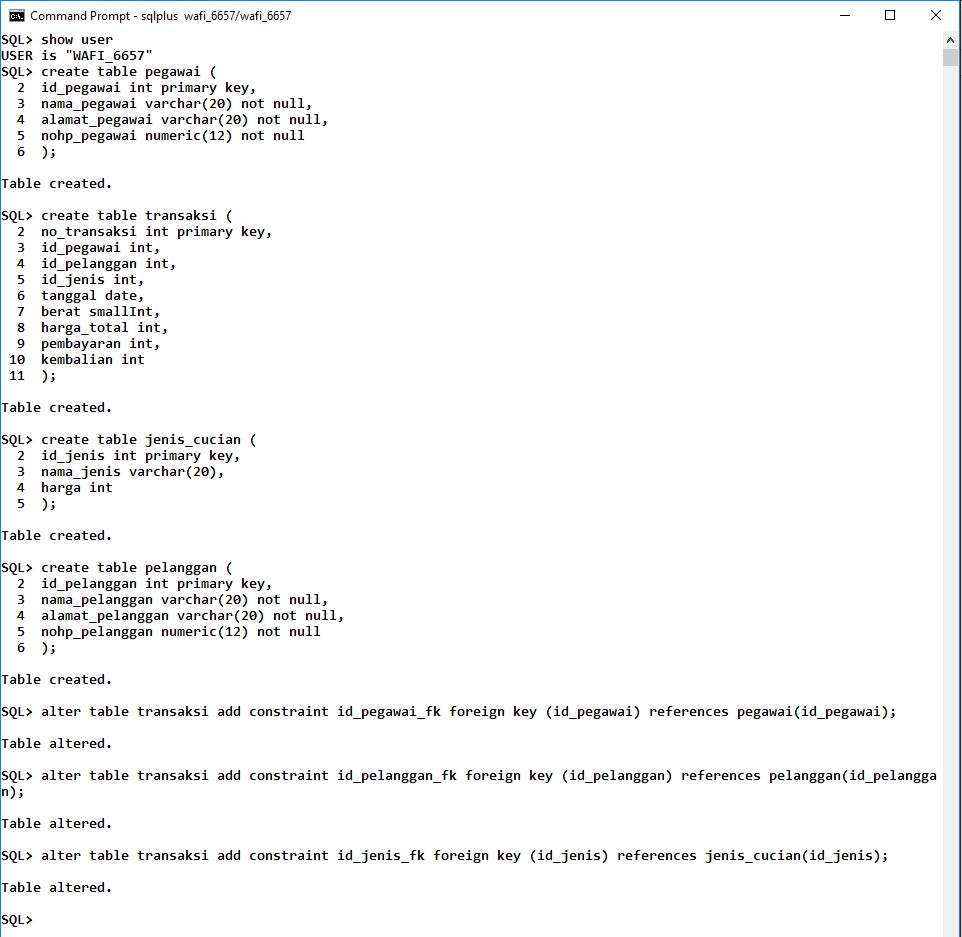 Command Prompt - sqlplus  wafi_6657/wafi_6657
SQL> show user
USER is "WAFI_6657"
SQL> create table pegawai (
  2  id_pegawai int primary key,
  3  nama_pegawai varchar(20) not null,
  4  alamat_pegawai varchar(20) not null,
  5  nohp_pegawai numeric(12) not null
  6  );
Table created.
SQL> create table transaksi (
  2  no_transaksi int primary key,
  3  id_pegawai int,
  4  id_pelanggan int,
  5  id_jenis int,
  6  tanggal date,
  7  berat smallInt,
  8  harga_total int,
  9  pembayaran int,
 10  kembalian int
 11  );
Table created.
SQL> create table jenis_cucian (
  2  id_jenis int primary key,
  3  nama_jenis varchar(20),
  4  harga int
  5  );
Table created.
SQL> create table pelanggan (
  2  id_pelanggan int primary key,
  3  nama_pelanggan varchar(20) not null,
  4  alamat_pelanggan varchar(20) not null,
  5  nohp_pelanggan numeric(12) not null
  6  );
Table created.
SQL> alter table transaksi add constraint id_pegawai_fk foreign key (id_pegawai) references pegawai(id_pegawai);
Table altered.
SQL> alter table transaksi add constraint id_pelanggan_fk foreign key (id_pelanggan) references pelanggan(id_pelangga
n);
Table altered.
SQL> alter table transaksi add constraint id_jenis_fk foreign key (id_jenis) references jenis_cucian(id_jenis);
Table altered.
SQL>